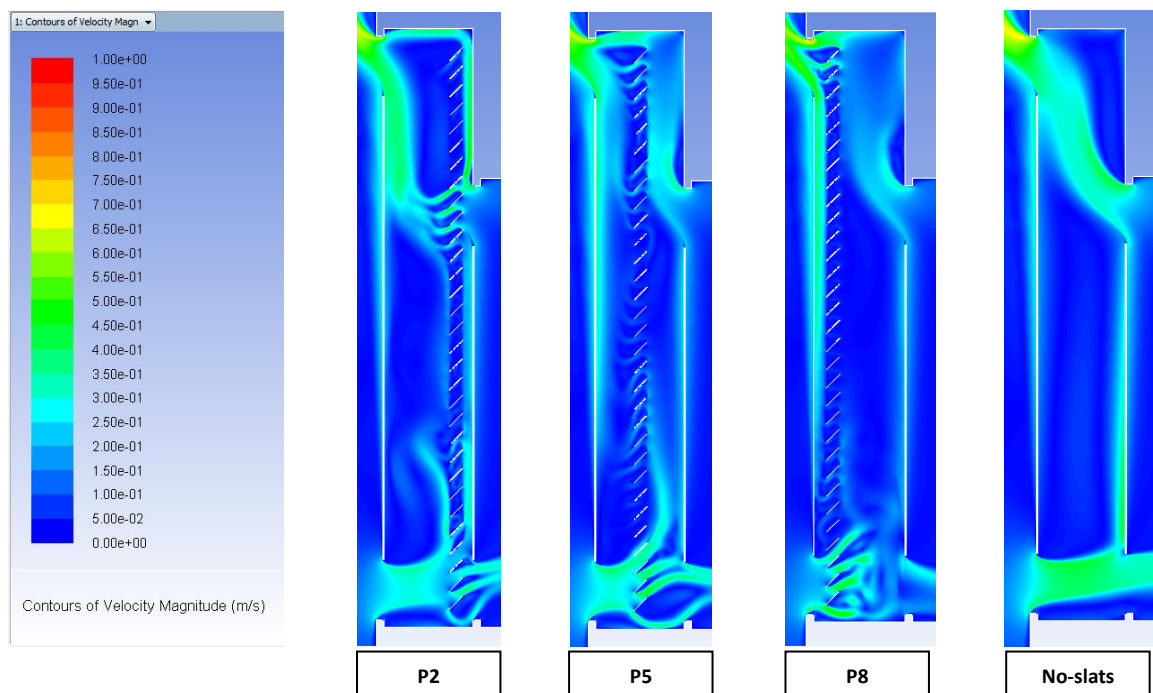 1: Contours of Velocity Magn
1.00e+00
9.50e-01
9.00e-01
8.50e-01
8.00e-01
7.50e-01
7.00e-01
6.50e-01
6.00e-01
5.50e-01
5.00e-01
4.50e-01
4.00e-01
3.50e-01
3.00e-01
2.50e-01
2.00e-01
1.50e-01
1.00e-01
5.00e-02
0.00e+00
Contours of Velocity Magnitude (m/s)
P2
P5
P8
No-slats